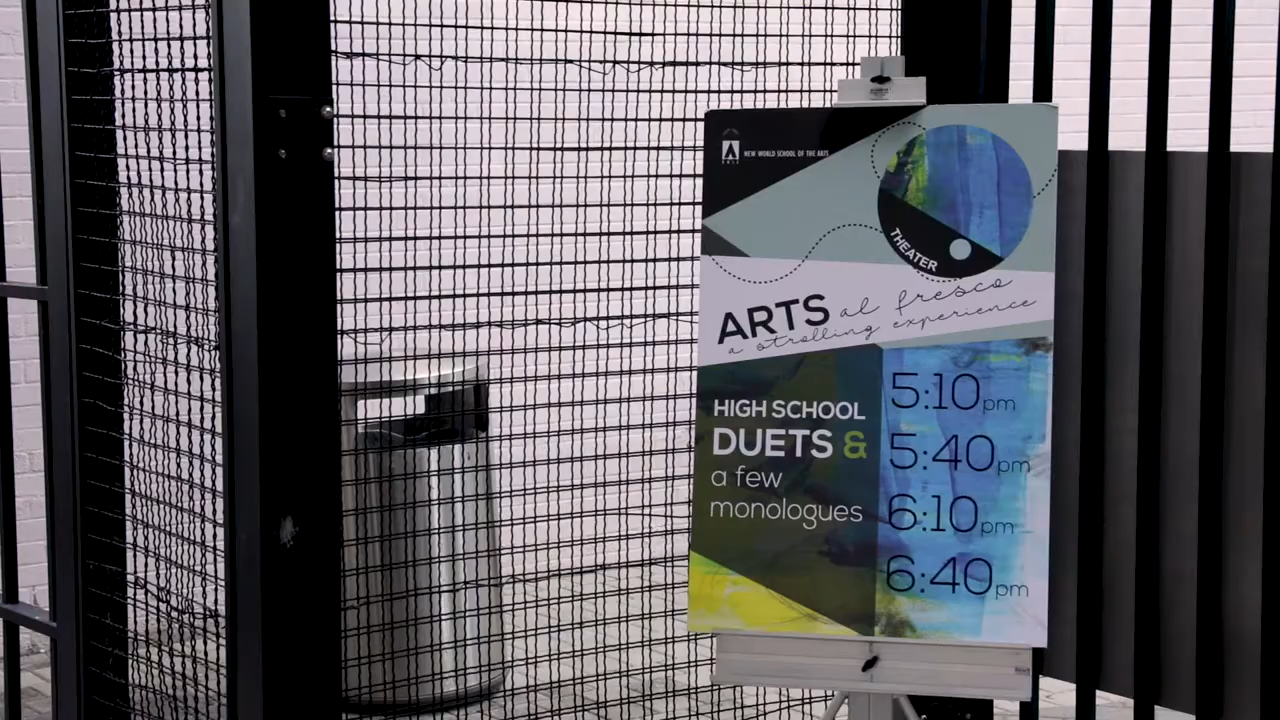 NEW WORLD SCHOOL OF THE ARTS
THEATER
ARTS al fresco
a strolling experience
HIGH SCHOOL
DUETS &
a few
monologues
5:10pm
5:40pm
6:10pm
6:40pm